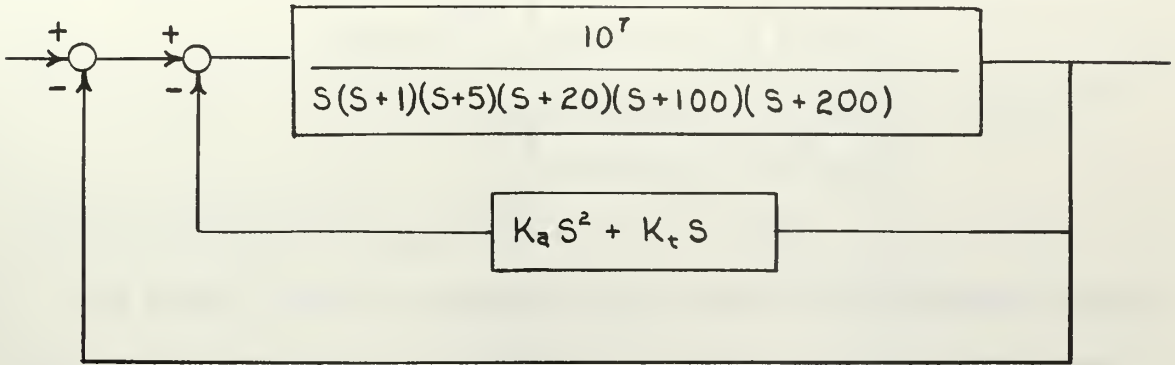 +
+
-
-
10⁷
S(S+1)(S+5)(S+20)(S+100)(S+200)
Kₐ S² + Kₜ S